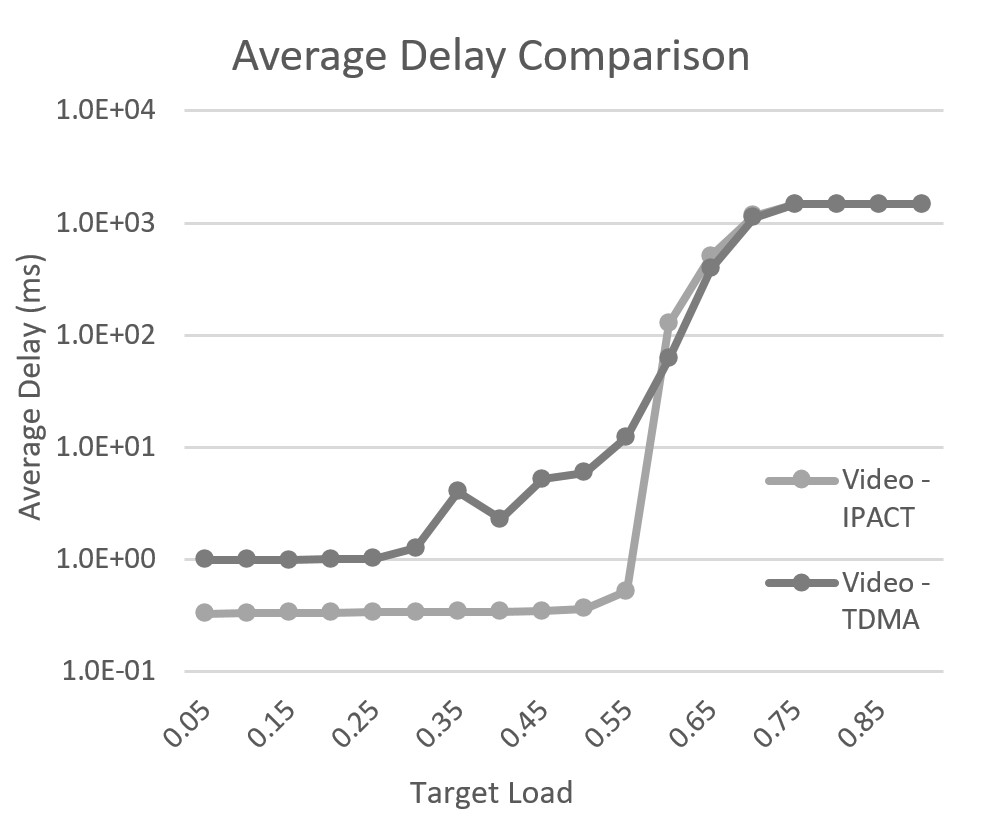 Average Delay Comparison
1.0E+04
1.0E+03
1.0E+02
1.0E+01
1.0E+00
1.0E-01
Average Delay (ms)
Video -
IPACT
Video -
TDMA
0.05
0.15
0.25
0.35
0.45
0.55
0.65
0.75
0.85
Target Load